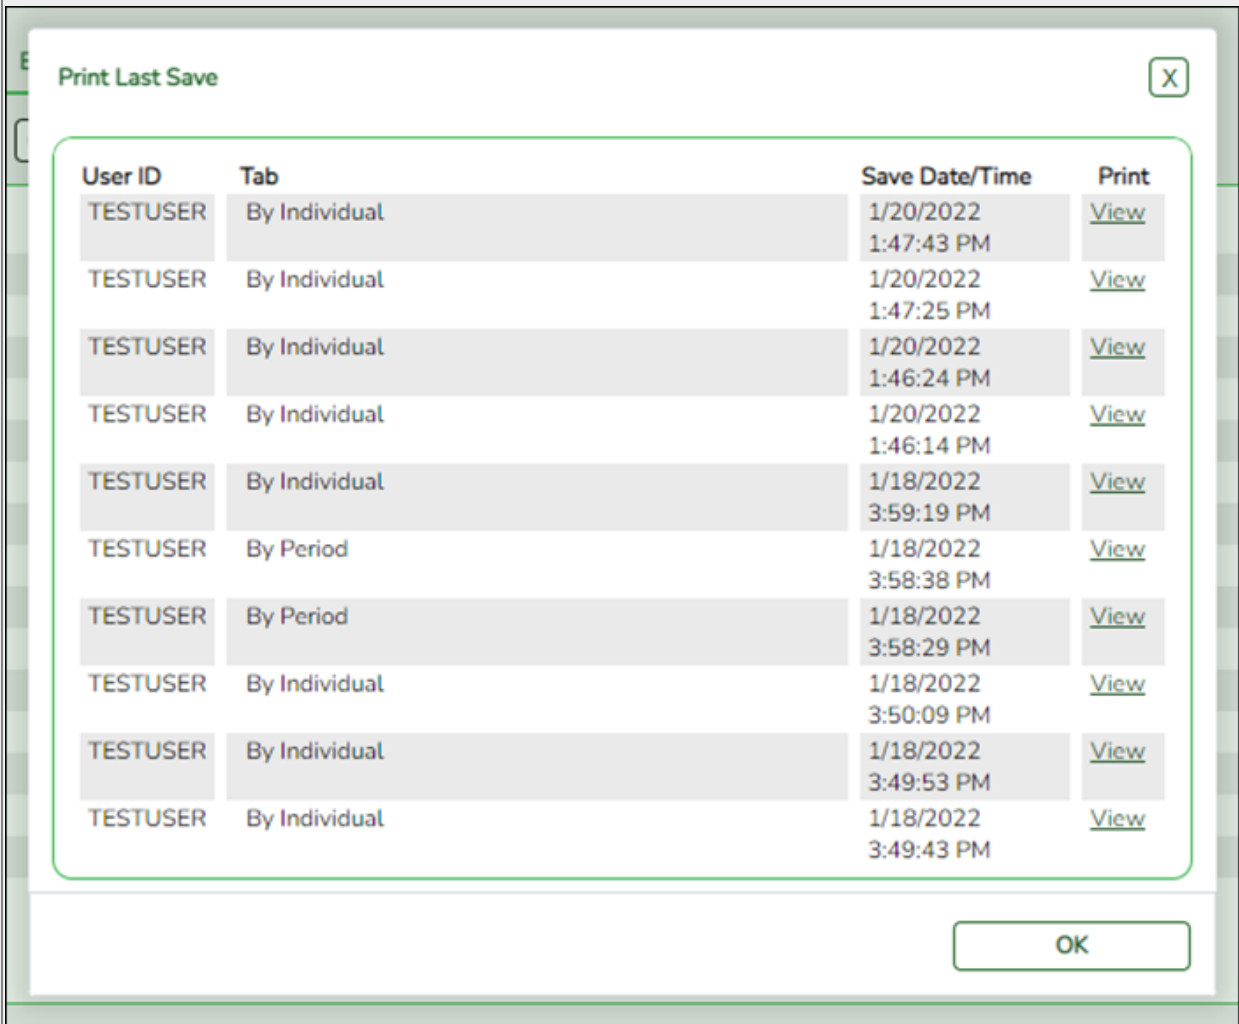 Print Last Save
X
User ID Tab Save Date/Time Print
TESTUSER By Individual 1/20/2022 View
1:47:43 PM
TESTUSER By Individual 1/20/2022 View
1:47:25 PM
TESTUSER By Individual 1/20/2022 View
1:46:24 PM
TESTUSER By Individual 1/20/2022 View
1:46:14 PM
TESTUSER By Individual 1/18/2022 View
3:59:19 PM
TESTUSER By Period 1/18/2022 View
3:58:38 PM
TESTUSER By Period 1/18/2022 View
3:58:29 PM
TESTUSER By Individual 1/18/2022 View
3:50:09 PM
TESTUSER By Individual 1/18/2022 View
3:49:53 PM
TESTUSER By Individual 1/18/2022 View
3:49:43 PM
OK